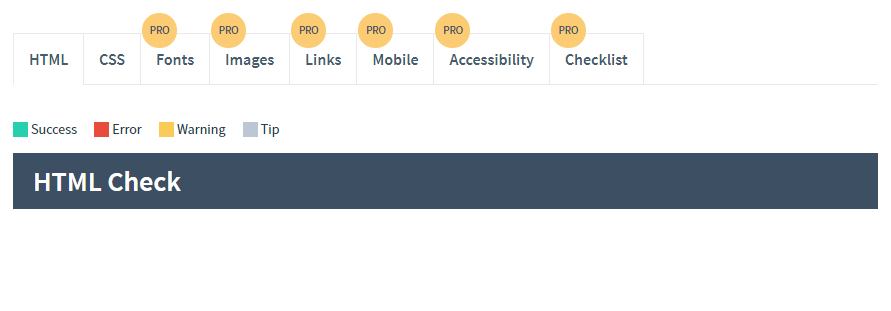 PRO PRO PRO PRO PRO PRO
HTML CSS Fonts Images Links Mobile Accessibility Checklist
Success Error Warning Tip
HTML Check